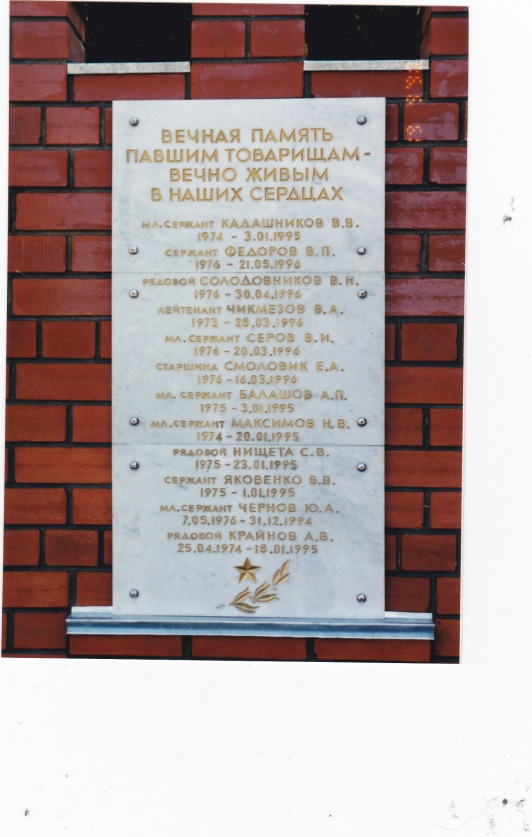 ВЕЧНАЯ ПАМЯТЬ
ПАВШИМ ТОВАРИЩАМ -
ВЕЧНО ЖИВЫМ
В НАШИХ СЕРДЦАХ
МЛ. СЕРЖАНТ КАДАШНИКОВ В.В.
1974 - 3.01.1995
СЕРЖАНТ ФЕДОРОВ В.П.
1976 - 21.05.1996
РЯДОВОЙ СОЛОДОВНИКОВ В.Н.
1976 - 30.04.1996
ЛЕЙТЕНАНТ ЧИКМЕЗОВ В.А.
1973 - 28.03.1996
МЛ. СЕРЖАНТ СЕРОВ В.И.
1976 - 20.03.1996
СТАРШИНА СМОЛОВИК Е.А.
1976 - 16.03.1996
МЛ. СЕРЖАНТ БАЛАШОВ А.П.
1975 - 3.01.1995
МЛ. СЕРЖАНТ МАКСИМОВ Н.В.
1974 - 20.01.1995
РЯДОВОЙ НИЩЕТА С.В.
1975 - 23.01.1995
СЕРЖАНТ ЯКОВЕНКО В.В.
1975 - 1.01.1995
МЛ. СЕРЖАНТ ЧЕРНОВ Ю.А.
7.05.1976 - 31.12.1994
РЯДОВОЙ КРАЙНОВ А.В.
25.04.1974 - 18.01.1995